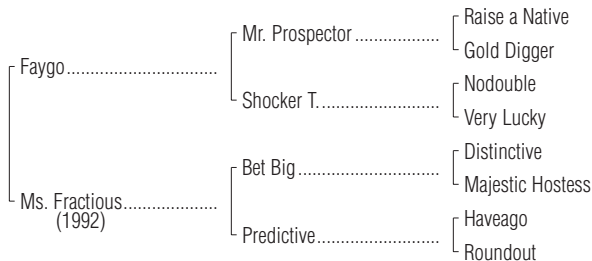 Raise a Native
Mr. Prospector..................
Gold Digger
Faygo................................
Nodouble
Shocker T.........................
Very Lucky
Distinctive
Bet Big..............................
Majestic Hostess
Ms. Fractious....................
(1992)
Haveago
Predictive..........................
Roundout